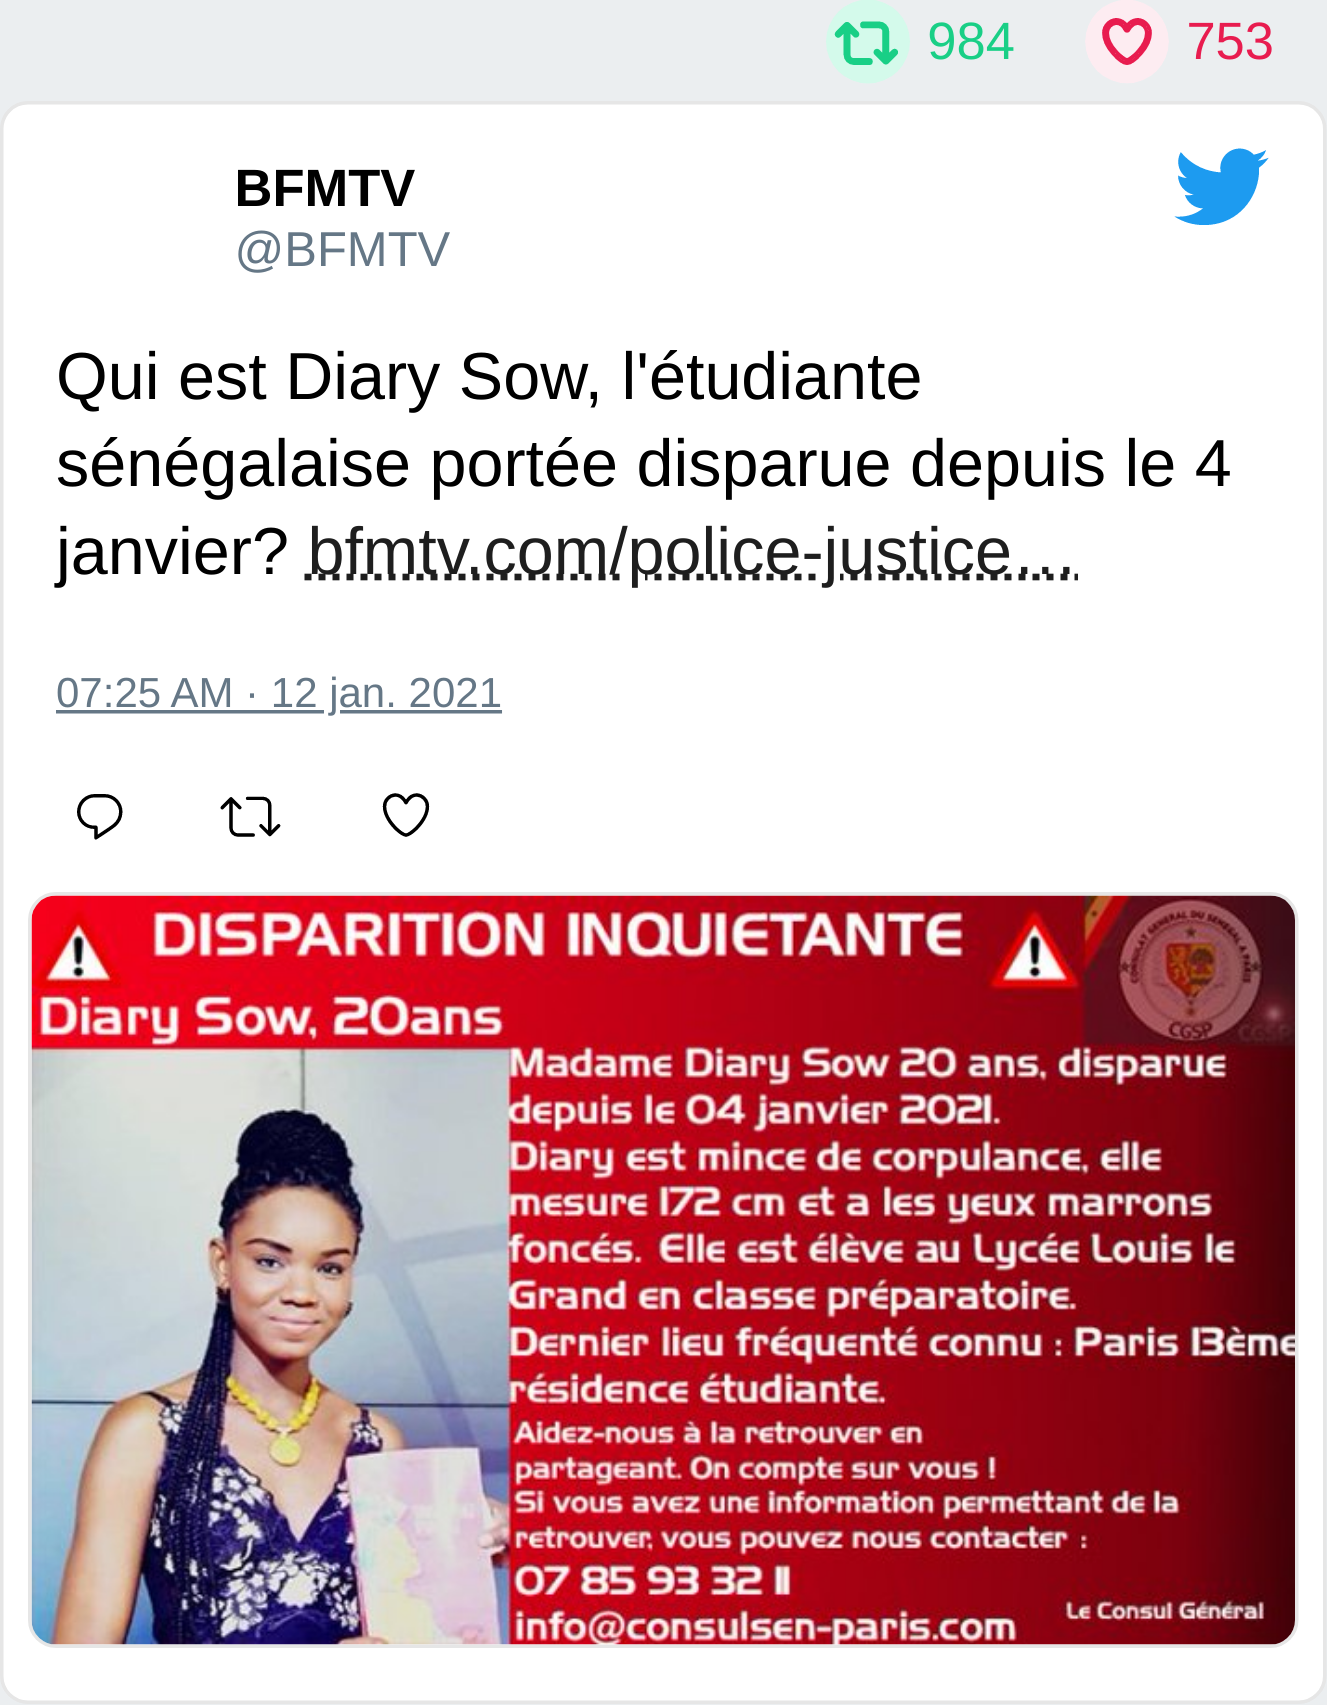 984 753
BFMTV
@BFMTV
Qui est Diary Sow, l'étudiante
sénégalaise portée disparue depuis le 4
janvier? bfmtv.com/police-justice…
07:25 AM · 12 jan. 2021
DISPARITION INQUIETANTE
CONSULAT GENERAL DU SENEGAL A PARIS
CGSP
Diary Sow, 20ans
Madame Diary Sow 20 ans, disparue
depuis le 04 janvier 2021.
Diary est mince de corpulance, elle
mesure 172 cm et a les yeux marrons
foncés. Elle est élève au Lycée Louis le
Grand en classe préparatoire.
Dernier lieu fréquenté connu : Paris 13ème
résidence étudiante.
Aidez-nous à la retrouver en
partageant. On compte sur vous !
Si vous avez une information permettant de la
retrouver, vous pouvez nous contacter :
07 85 93 32 11
info@consulsen-paris.com
Le Consul Général